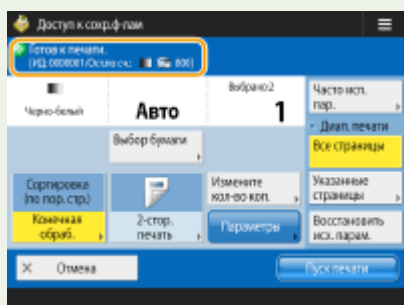 Доступ к сохр.ф-лам
Готов к печати.
(ИД: 0000001/Остаточн.: 800)
Черно-белый
Авто
Выбрано:2
1
Часто исп. пар.
Диап. печати
Все страницы
Выбор бумаги
Сортировка
(по пор. стр.)
Конечная
обраб.
2-стор.
печать
Измените
кол-во коп.
Параметры
Указанные
страницы
Восстановить
исх. парам.
Отмена
Пуск печати